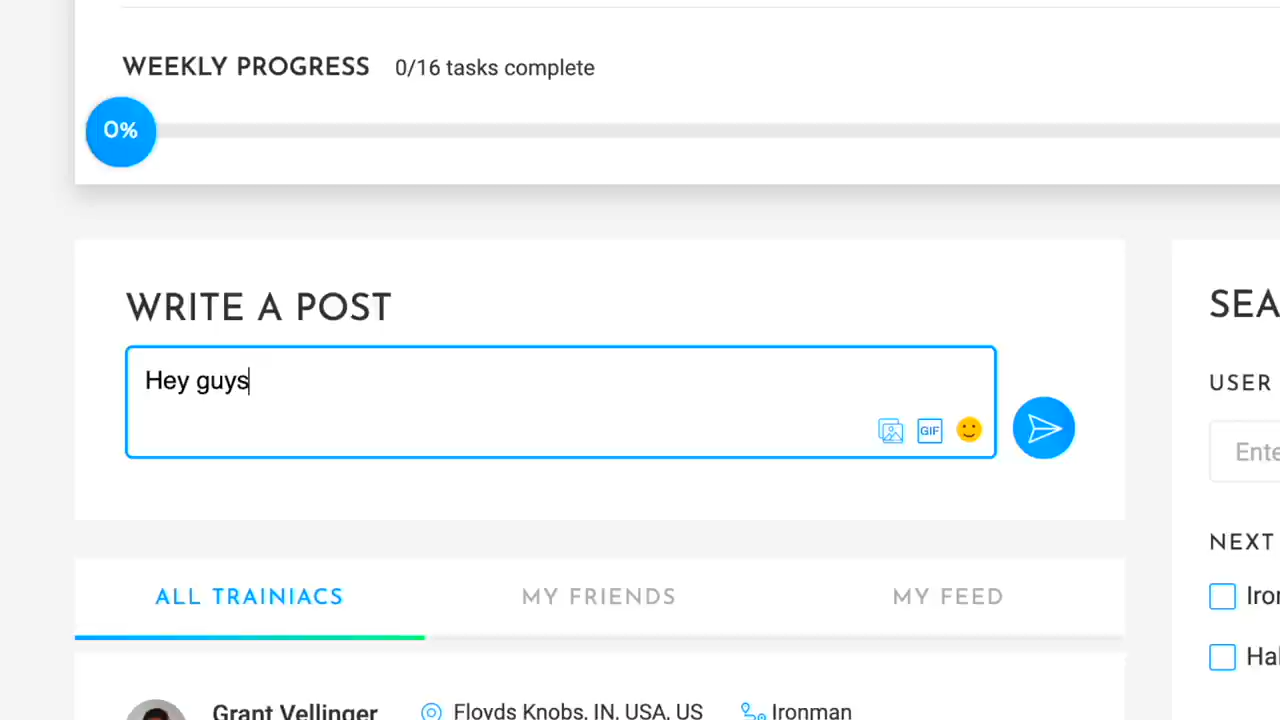 WEEKLY PROGRESS 0/16 tasks complete
0%
WRITE A POST
Hey guys
GIF
ALL TRAINIACS MY FRIENDS MY FEED
Grant Vellinger Floyds Knobs, IN, USA, US Ironman
SEA
USER
Ente
NEXT
Iron
Hal